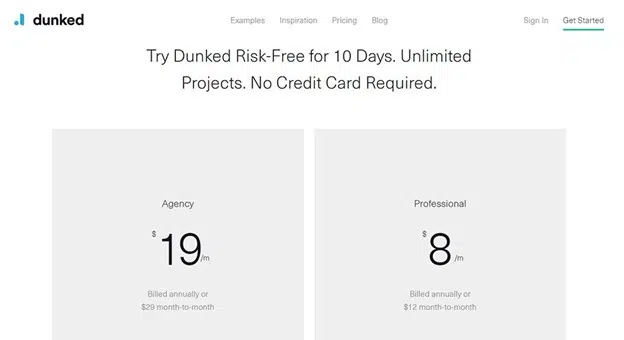 dunked Examples Inspiration Pricing Blog Sign In Get Started
Try Dunked Risk-Free for 10 Days. Unlimited
Projects. No Credit Card Required.
Agency
$19/m
Billed annually or
$29 month-to-month
Professional
$8/m
Billed annually or
$12 month-to-month